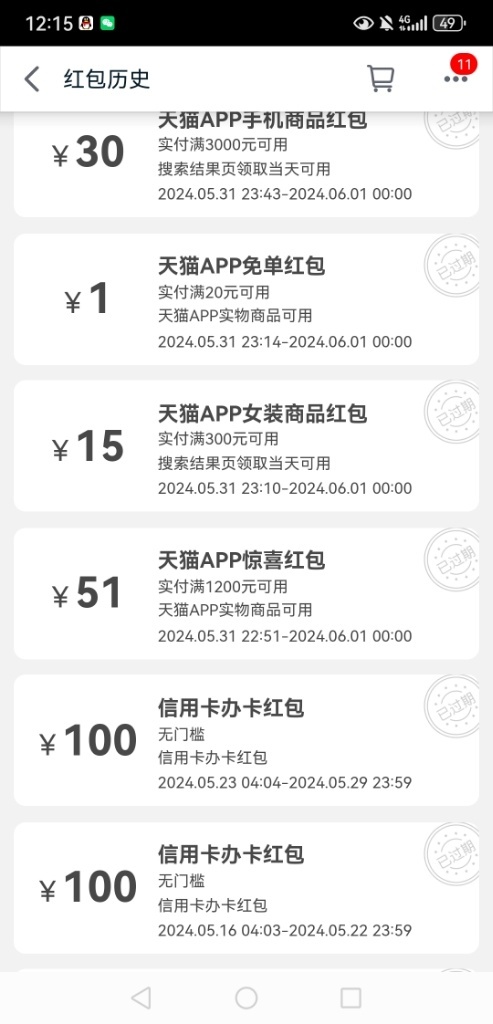 12:15
4G
49
红包历史
11
天猫APP手机商品红包
已过期
¥30
实付满3000元可用
搜索结果页领取当天可用
2024.05.31 23:43-2024.06.01 00:00
天猫APP免单红包
已过期
¥1
实付满20元可用
天猫APP实物商品可用
2024.05.31 23:14-2024.06.01 00:00
天猫APP女装商品红包
已过期
¥15
实付满300元可用
搜索结果页领取当天可用
2024.05.31 23:10-2024.06.01 00:00
天猫APP惊喜红包
已过期
¥51
实付满1200元可用
天猫APP实物商品可用
2024.05.31 22:51-2024.06.01 00:00
信用卡办卡红包
已过期
¥100
无门槛
信用卡办卡红包
2024.05.23 04:04-2024.05.29 23:59
信用卡办卡红包
已过期
¥100
无门槛
信用卡办卡红包
2024.05.16 04:03-2024.05.22 23:59